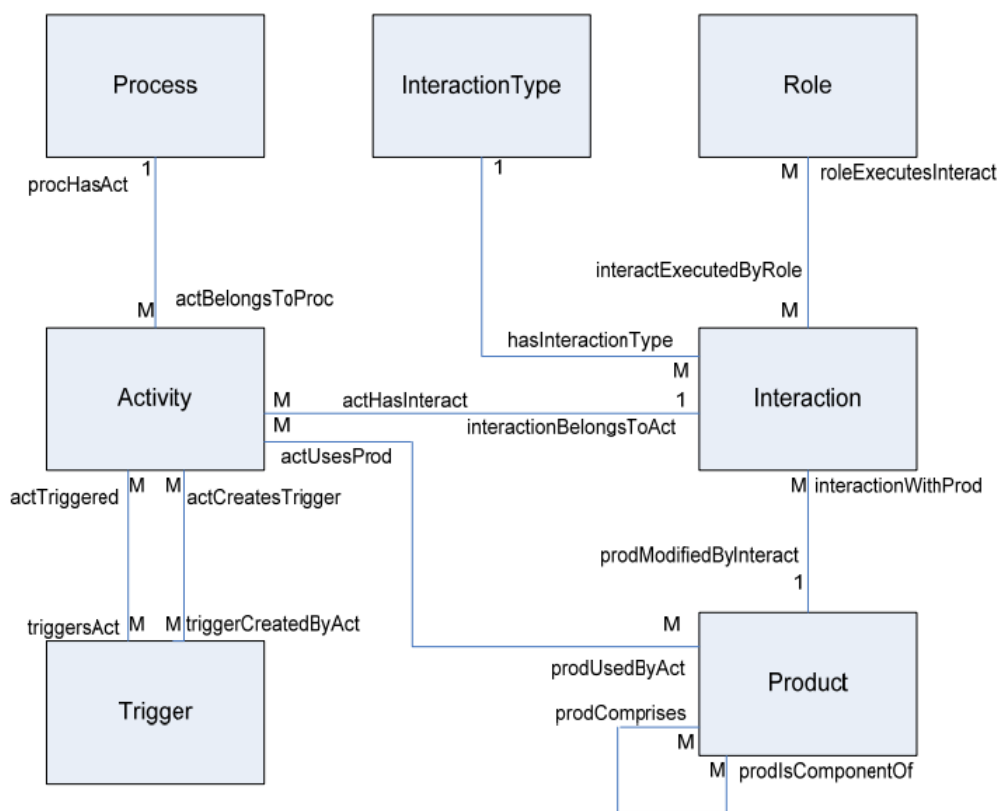 Process
InteractionType
Role
1
1
M
procHasAct
roleExecutesInteract
interactExecutedByRole
actBelongsToProc
M
M
hasInteractionType
M
Activity
Interaction
M
actHasInteract
1
M
interactionBelongsToAct
actUsesProd
actTriggered
M
M
actCreatesTrigger
M
interactionWithProd
prodModifiedByInteract
1
triggersAct
M
M
triggerCreatedByAct
M
prodUsedByAct
Product
Trigger
prodComprises
M
M
prodIsComponentOf